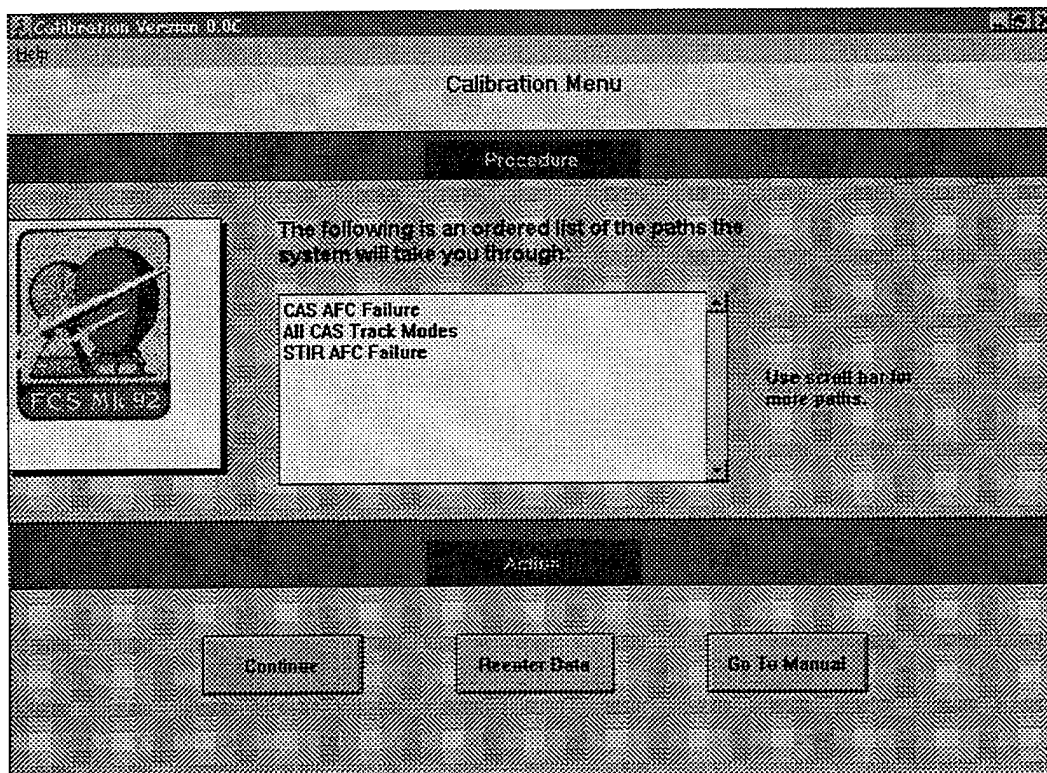 Calibration Version 0.0C
Help
Calibration Menu
Procedure
The following is an ordered list of the paths the
system will take you through:
CAS AFC Failure
All CAS Track Modes
STIR AFC Failure
Use scroll bar for
more paths.
FCS Mk 92
Action
Continue
Reenter Data
Go To Manual